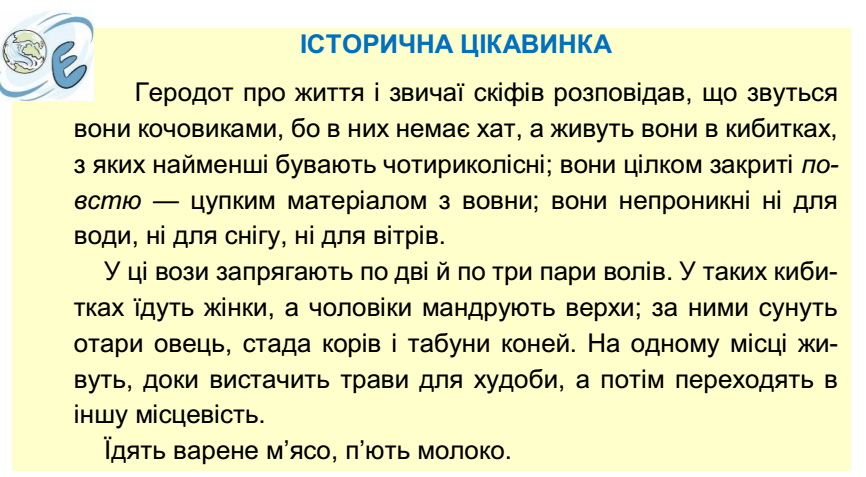 ІСТОРИЧНА ЦІКАВИНКА
Геродот про життя і звичаї скіфів розповідав, що звуться
вони кочовиками, бо в них немає хат, а живуть вони в кибитках,
з яких найменші бувають чотириколісні; вони цілком закриті по-
встю — цупким матеріалом з вовни; вони непроникні ні для
води, ні для снігу, ні для вітрів.
У ці вози запрягають по дві й по три пари волів. У таких киби-
тках їдуть жінки, а чоловіки мандрують верхи; за ними сунуть
отари овець, стада корів і табуни коней. На одному місці жи-
вуть, доки вистачить трави для худоби, а потім переходять в
іншу місцевість.
Їдять варене м’ясо, п’ють молоко.